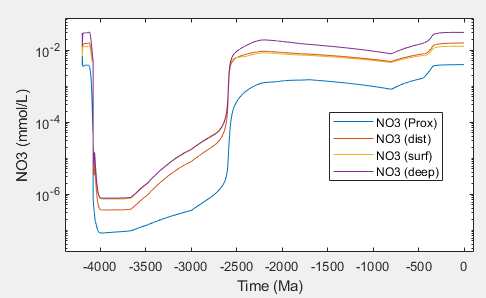 10^-2
10^-4
10^-6
NO3 (mmol/L)
NO3 (Prox)
NO3 (dist)
NO3 (surf)
NO3 (deep)
-4000 -3500 -3000 -2500 -2000 -1500 -1000 -500 0
Time (Ma)